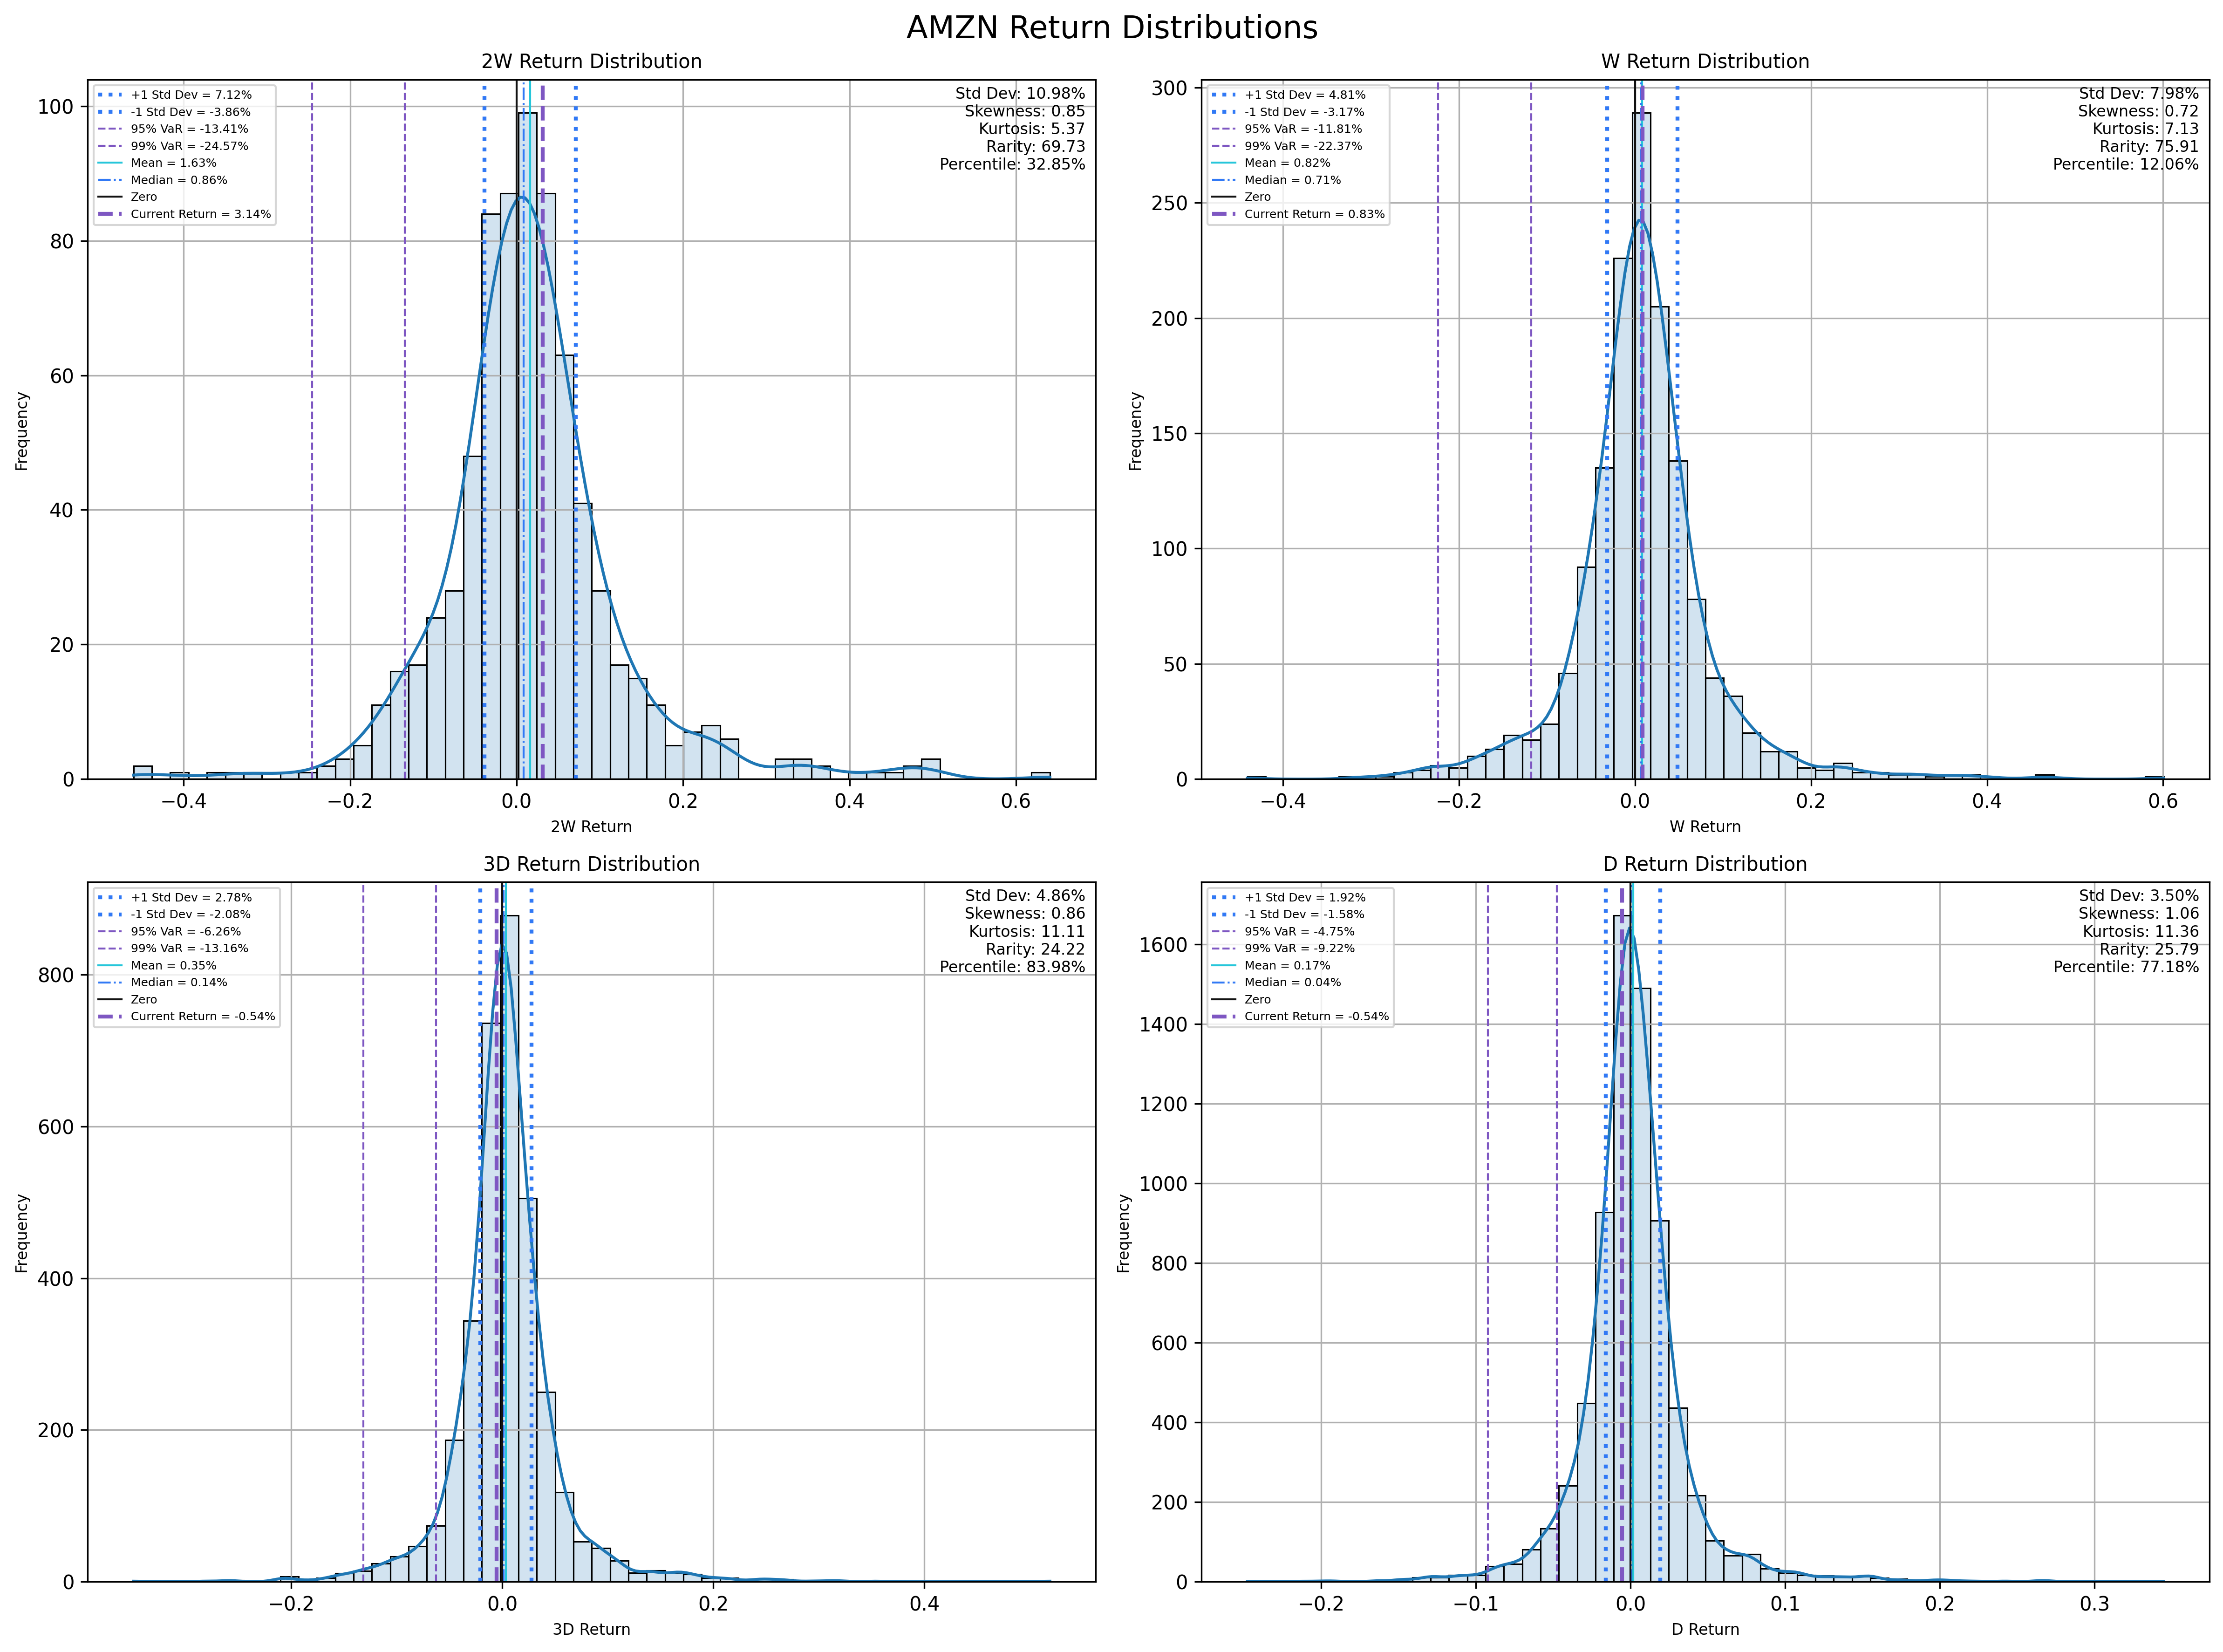 AMZN Return Distributions
2W Return Distribution
+1 Std Dev = 7.12%
-1 Std Dev = -3.86%
95% VaR = -13.41%
99% VaR = -24.57%
Mean = 1.63%
Median = 0.86%
Zero
Current Return = 3.14%
Std Dev: 10.98%
Skewness: 0.85
Kurtosis: 5.37
Rarity: 69.73
Percentile: 32.85%
100
80
60
40
20
0
Frequency
−0.4 −0.2 0.0 0.2 0.4 0.6
2W Return
W Return Distribution
+1 Std Dev = 4.81%
-1 Std Dev = -3.17%
95% VaR = -11.81%
99% VaR = -22.37%
Mean = 0.82%
Median = 0.71%
Zero
Current Return = 0.83%
Std Dev: 7.98%
Skewness: 0.72
Kurtosis: 7.13
Rarity: 75.91
Percentile: 12.06%
300
250
200
150
100
50
0
Frequency
−0.4 −0.2 0.0 0.2 0.4 0.6
W Return
3D Return Distribution
+1 Std Dev = 2.78%
-1 Std Dev = -2.08%
95% VaR = -6.26%
99% VaR = -13.16%
Mean = 0.35%
Median = 0.14%
Zero
Current Return = -0.54%
Std Dev: 4.86%
Skewness: 0.86
Kurtosis: 11.11
Rarity: 24.22
Percentile: 83.98%
800
600
400
200
0
Frequency
−0.2 0.0 0.2 0.4
3D Return
D Return Distribution
+1 Std Dev = 1.92%
-1 Std Dev = -1.58%
95% VaR = -4.75%
99% VaR = -9.22%
Mean = 0.17%
Median = 0.04%
Zero
Current Return = -0.54%
Std Dev: 3.50%
Skewness: 1.06
Kurtosis: 11.36
Rarity: 25.79
Percentile: 77.18%
1600
1400
1200
1000
800
600
400
200
0
Frequency
−0.2 −0.1 0.0 0.1 0.2 0.3
D Return